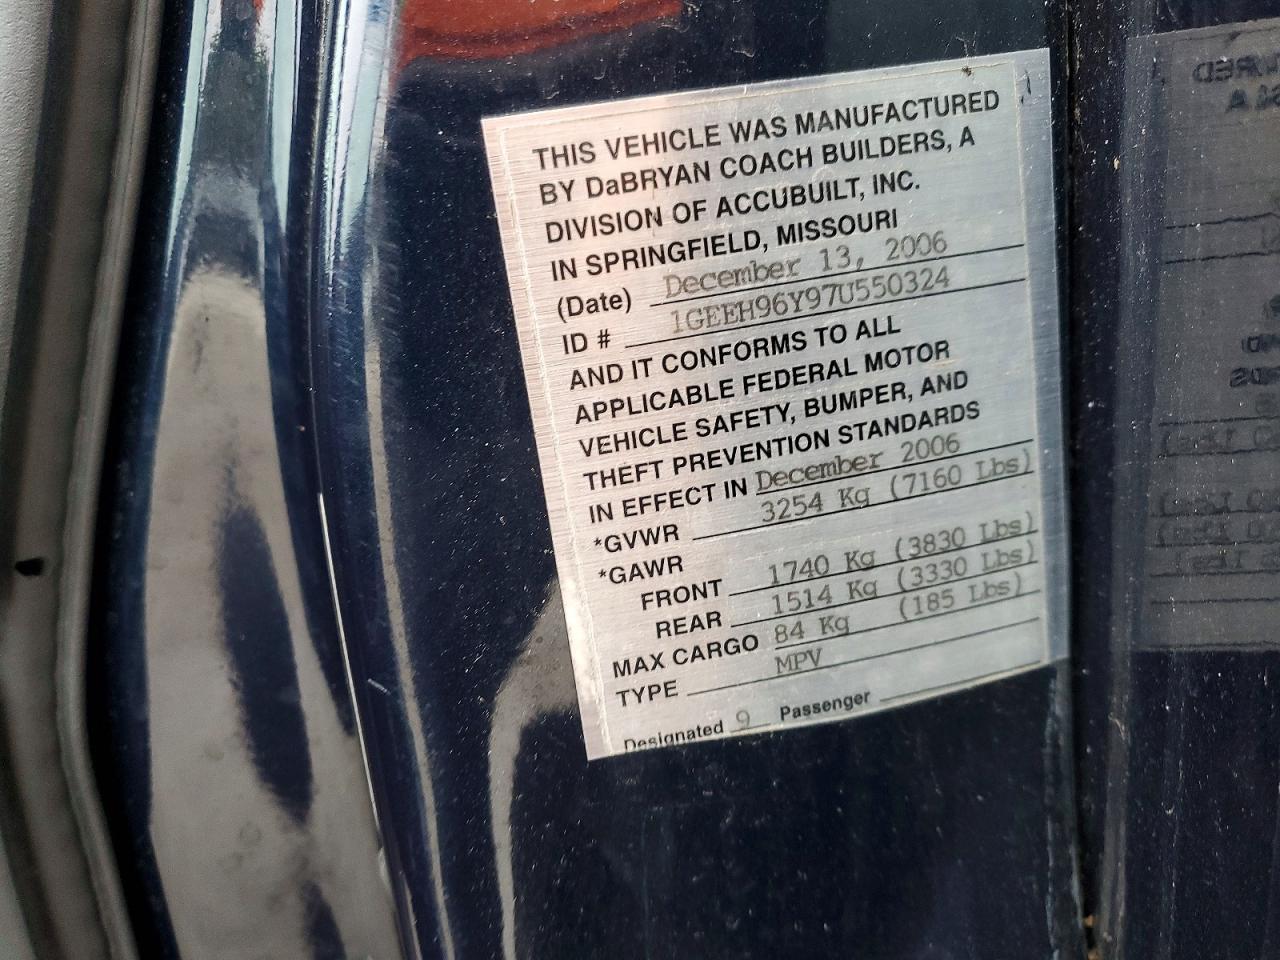 THIS VEHICLE WAS MANUFACTURED
BY DaBRYAN COACH BUILDERS, A
DIVISION OF ACCUBUILT, INC.
IN SPRINGFIELD, MISSOURI
(Date) December 13, 2006
ID # 1GEEH96Y97U550324
AND IT CONFORMS TO ALL
APPLICABLE FEDERAL MOTOR
VEHICLE SAFETY, BUMPER, AND
THEFT PREVENTION STANDARDS
IN EFFECT IN December 2006
*GVWR 3254 Kg (7160 Lbs)
*GAWR
FRONT 1740 Kg (3830 Lbs)
REAR 1514 Kg (3330 Lbs)
MAX CARGO 84 Kg (185 Lbs)
TYPE MPV
Designated 9 Passenger